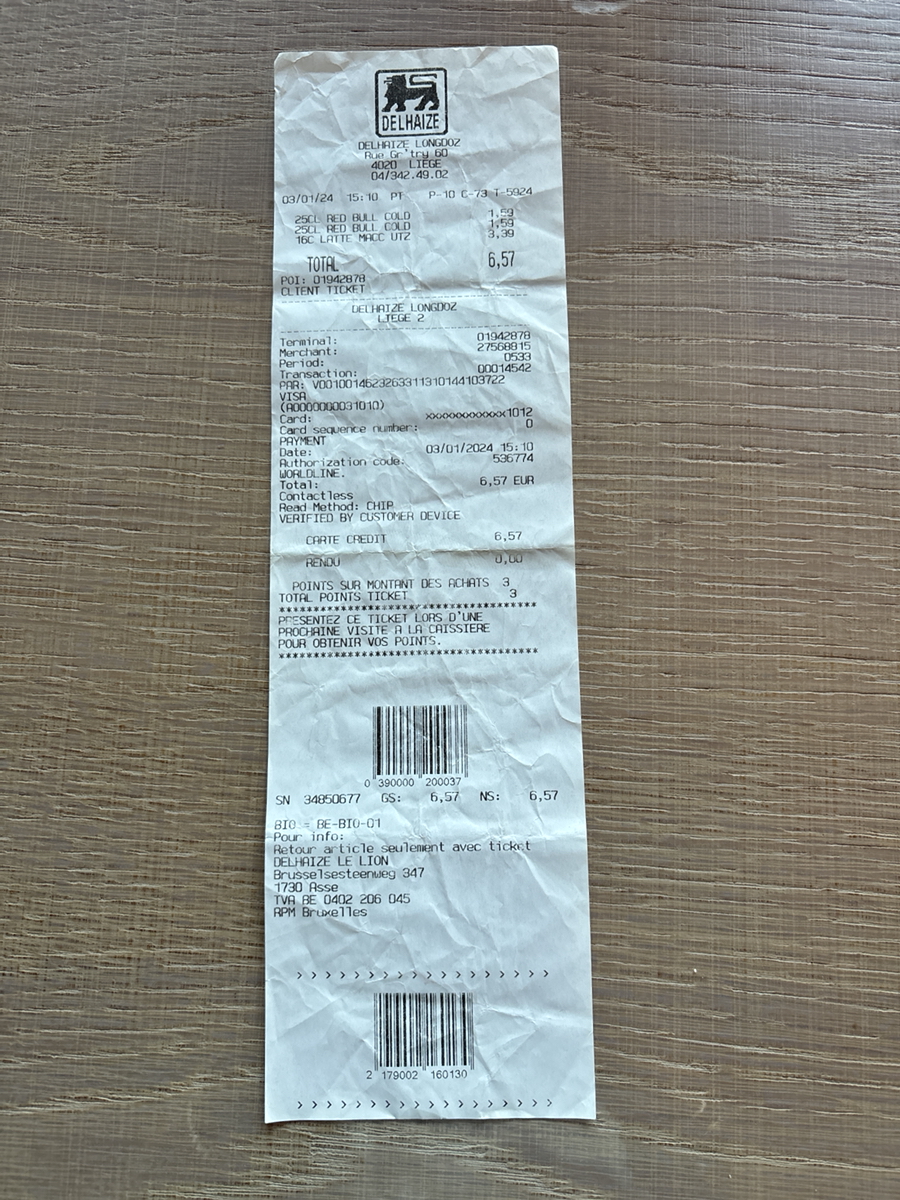 DELHAIZE
DELHAIZE LONGDOZ
Rue Gr'try 60
4020 LIEGE
04/342.49.02
03/01/24 15:10 PT P-10 C-73 T-5924
25CL RED BULL COLD 1,59
25CL RED BULL COLD 1,59
16C LATTE MACC UTZ 3,39
TOTAL 6,57
POI: 01942878
CLIENT TICKET
DELHAIZE LONGDOZ
LIEGE 2
Terminal: 01942878
Merchant: 27568815
Period: 0533
Transaction: 00014542
PAR: V0010014623263311310144103722
VISA
(A0000000031010)
Card: xxxxxxxxxxxx1012
Card sequence number: 0
PAYMENT
Date: 03/01/2024 15:10
Authorization code: 536774
WORLDLINE.
Total: 6,57 EUR
Contactless
Read Method: CHIP
VERIFIED BY CUSTOMER DEVICE
CARTE CREDIT 6,57
RENDU 0,00
POINTS SUR MONTANT DES ACHATS 3
TOTAL POINTS TICKET 3
**************************************
PRESENTEZ CE TICKET LORS D'UNE
PROCHAINE VISITE A LA CAISSIERE
POUR OBTENIR VOS POINTS.
**************************************
0 390000 200037
SN 34850677 GS: 6,57 NS: 6,57
BIO = BE-BIO-01
Pour info:
Retour article seulement avec ticket
DELHAIZE LE LION
Brusselsesteenweg 347
1730 Asse
TVA BE 0402 206 045
RPM Bruxelles
> > > > > > > > > > > > > > > > > >
2 179002 160130
> > > > > > > > > > > > > > > > > >